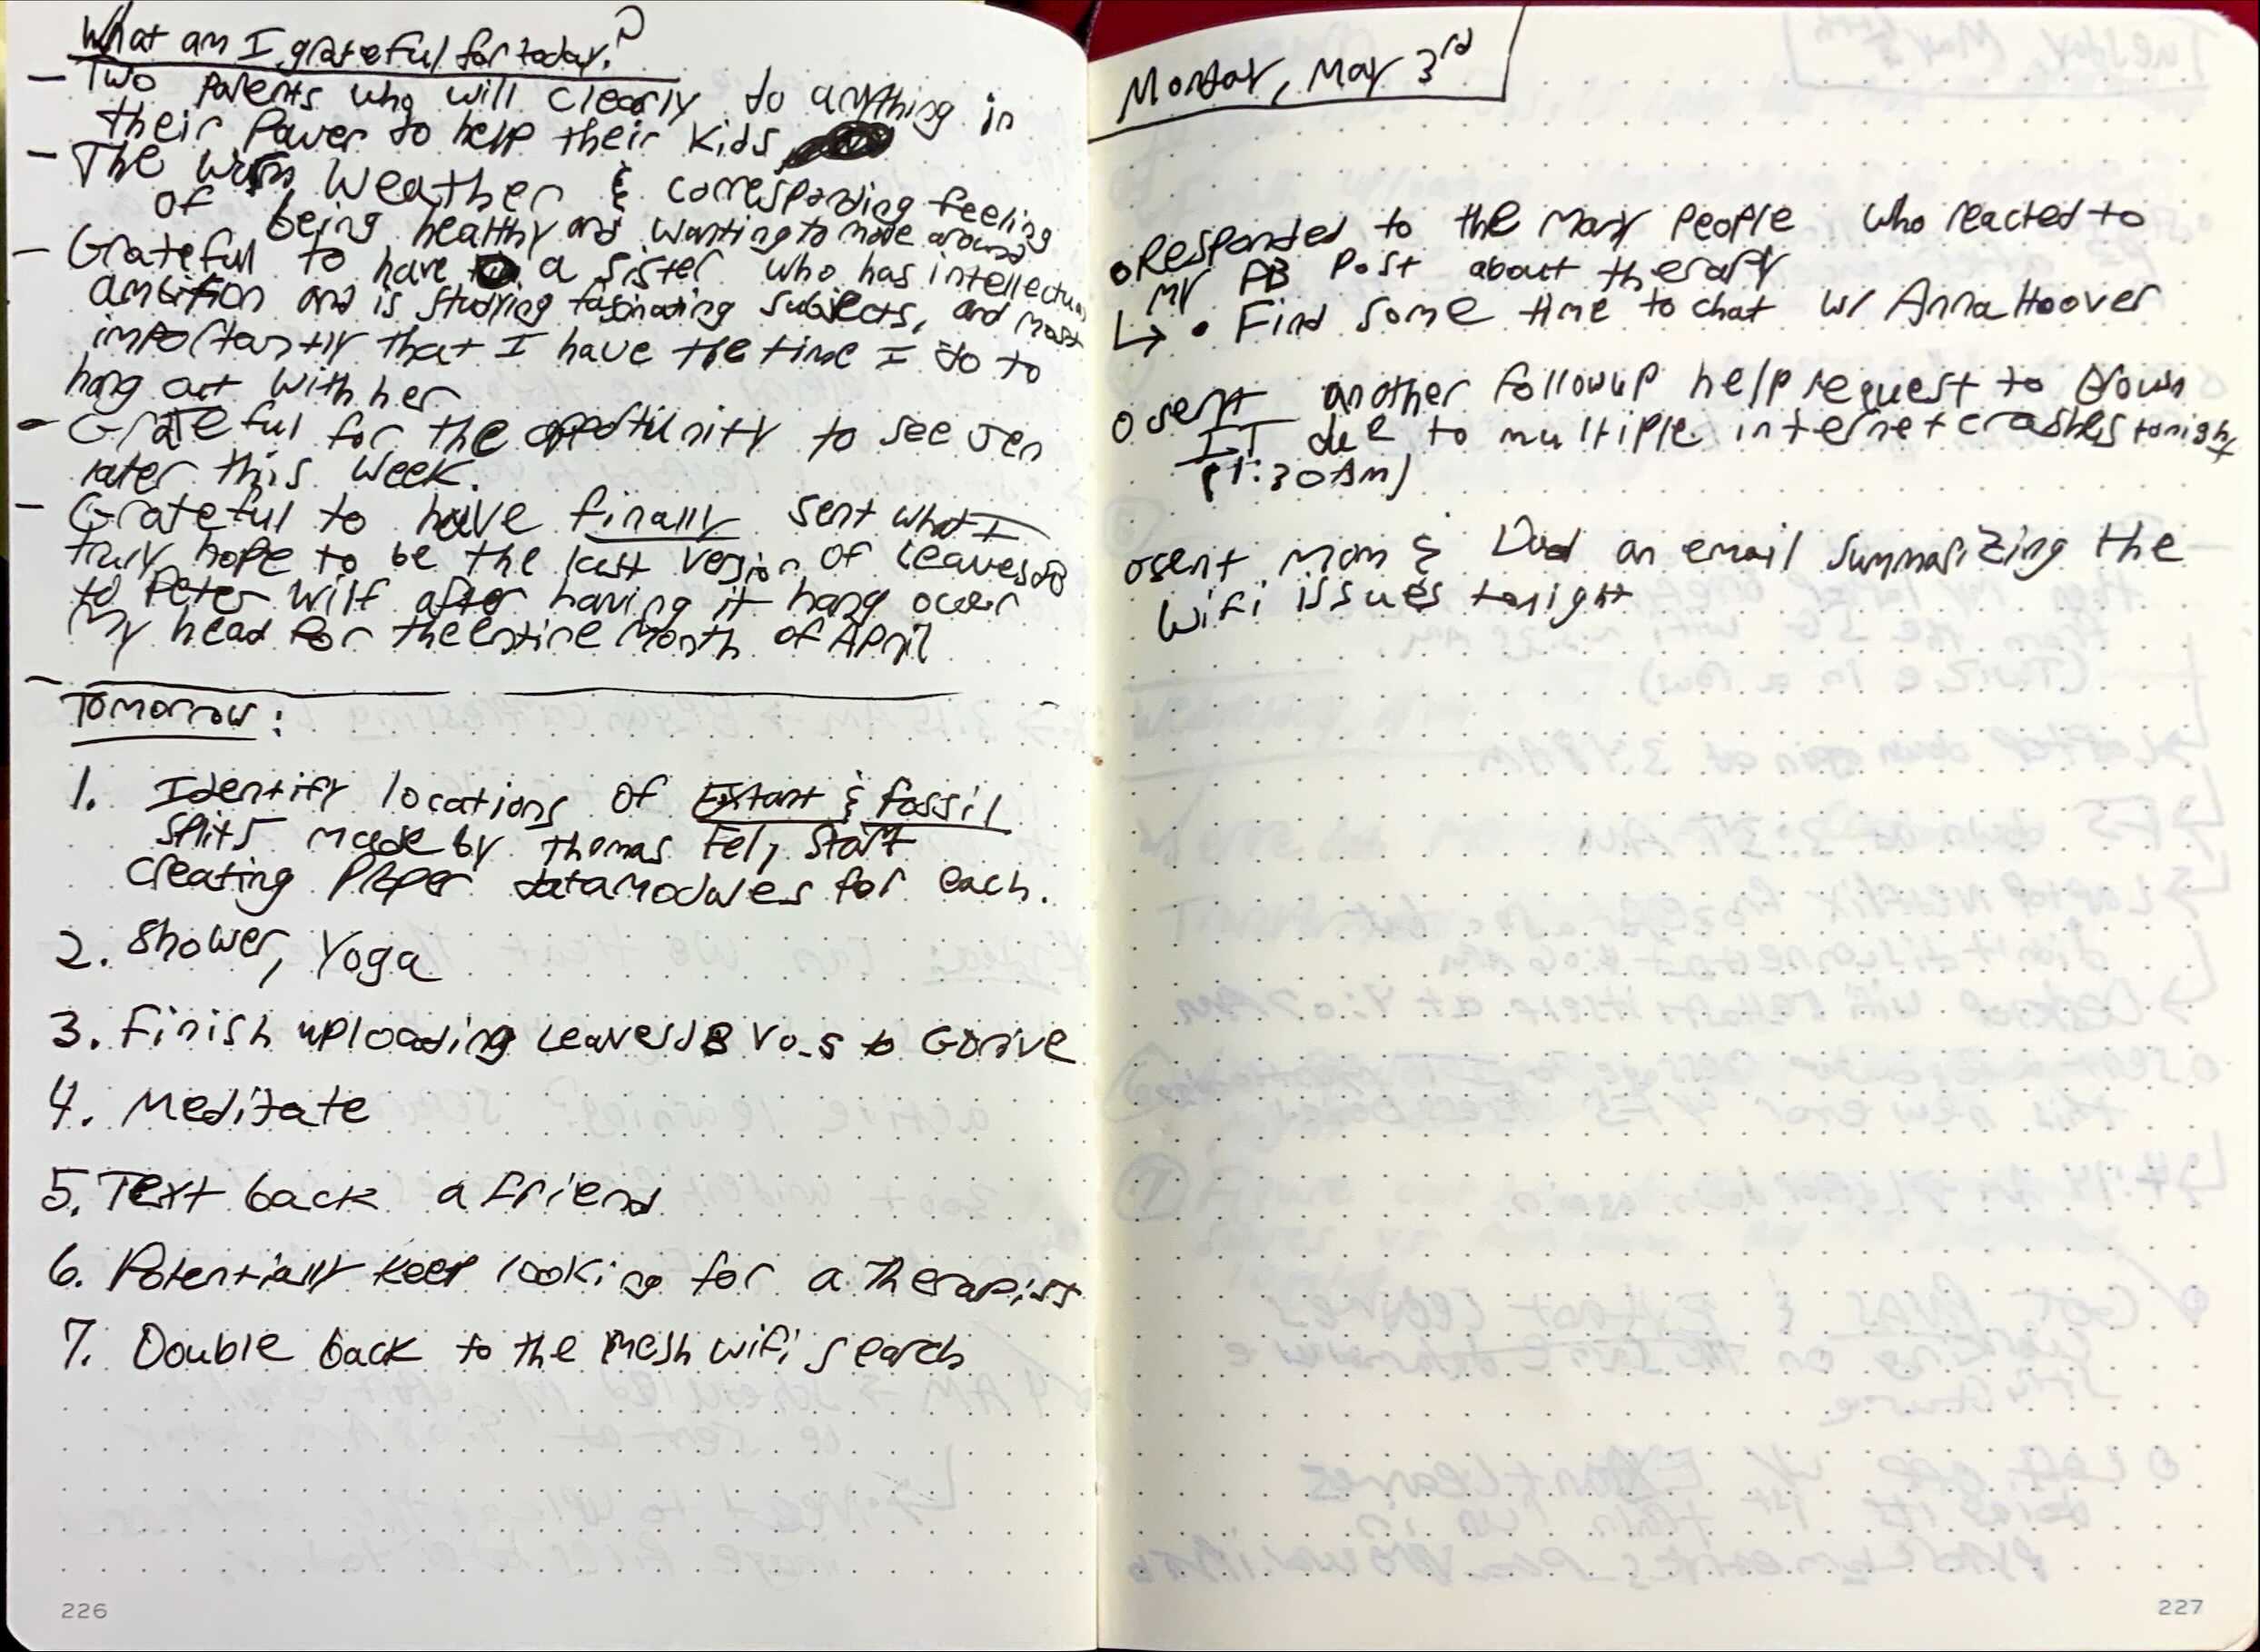 What am I grateful for today?
- Two parents who will clearly do anything in
their power to help their kids
- The warm weather & corresponding feeling
of being healthy and wanting to move around
- Grateful to have a sister who has intellectual
ambition and is studying fascinating subjects, and most
importantly that I have the time I do to
hang out with her
- Grateful for the opportunity to see Jen
later this week.
- Grateful to have finally sent what I
truly hope to be the last version of LeavesDB
to Peter Wilf after having it hang over
my head for the entire month of April
Tomorrow:
1. Identify locations of Extant & Fossil
splits made by Thomas Fel, start
creating proper datamodules for each.
2. Shower, Yoga
3. Finish uploading LeavesDB v0.5 to GDrive
4. Meditate
5. Text back a friend
6. Potentially keep looking for a therapist
7. Double back to the mesh wifi search
226
Monday, May 3rd
o Responded to the many people who reacted to
my FB post about therapy
↳ • Find some time to chat w/ Anna Hoover
o sent another followup help request to Brown
IT due to multiple internet crashes tonight
(1:30AM)
o sent Mom & Dad an email summarizing the
wifi issues tonight
227